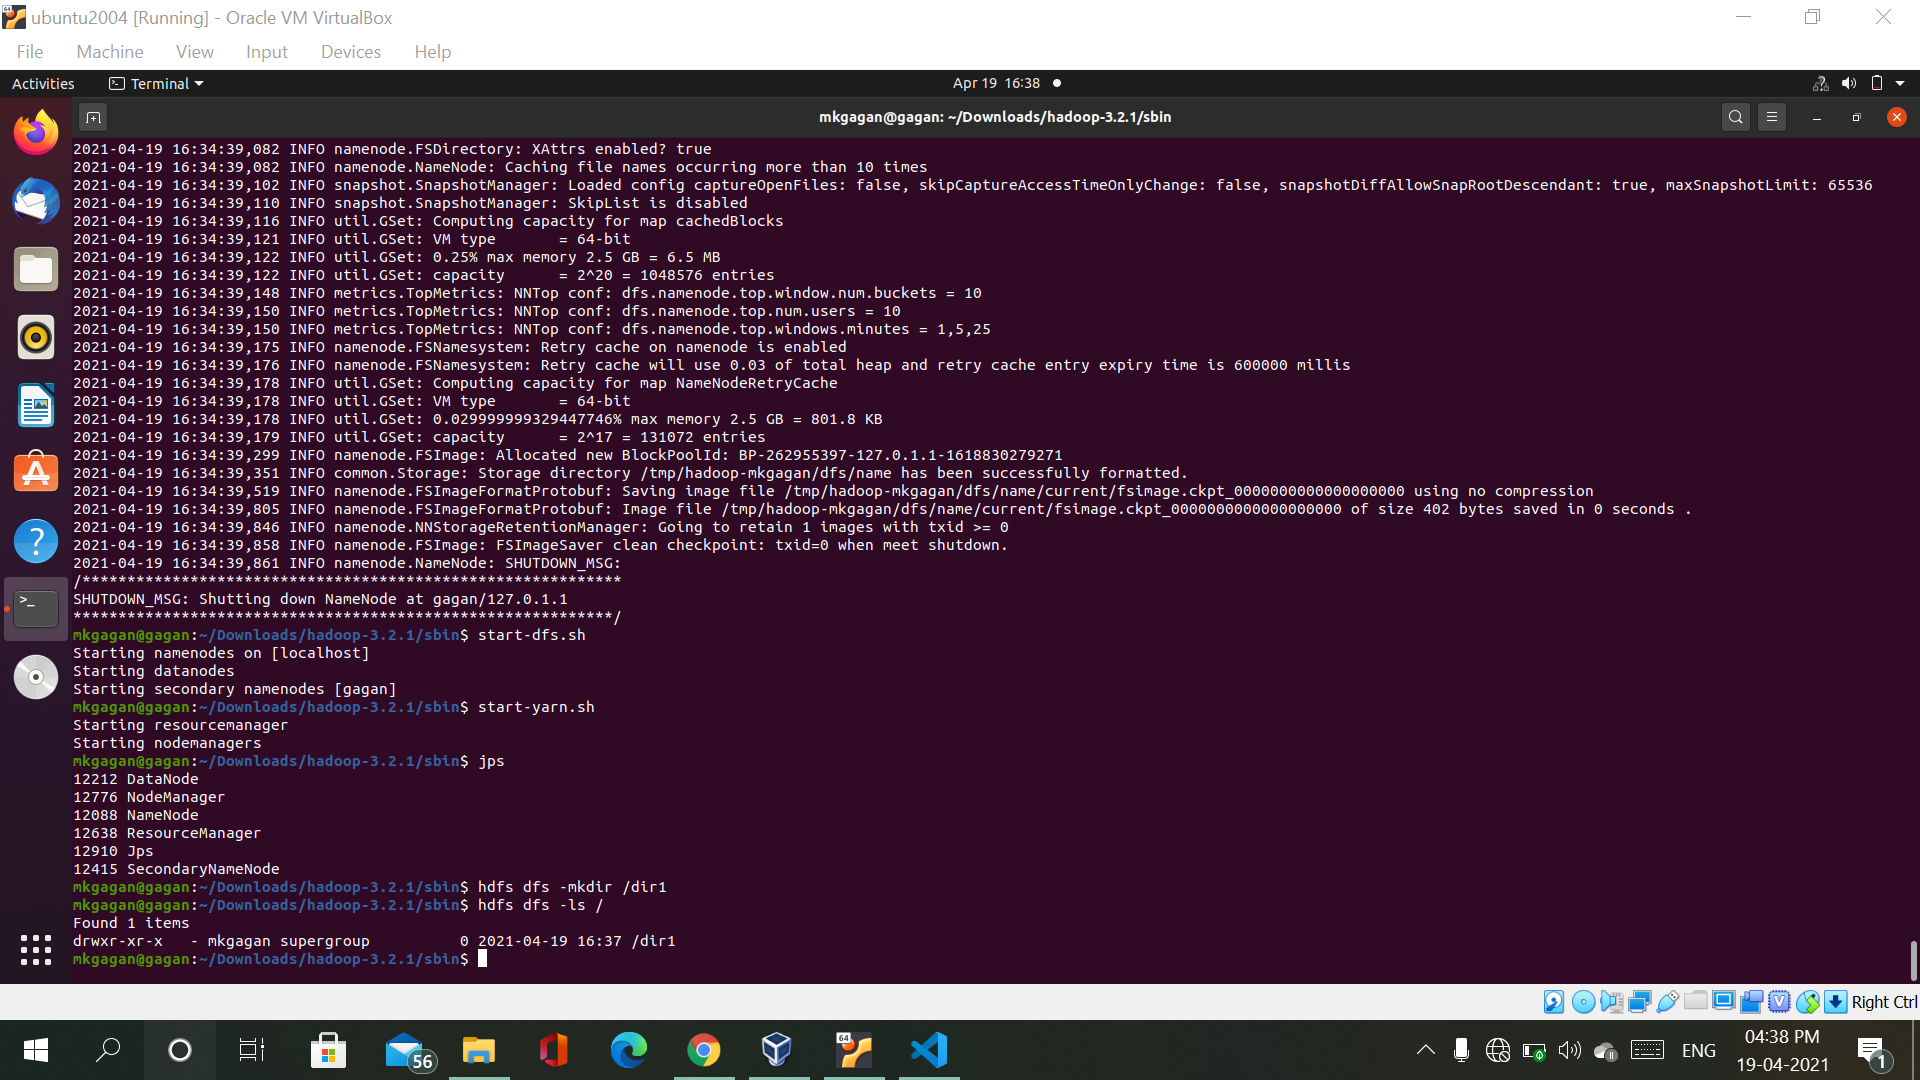 ubuntu2004 [Running] - Oracle VM VirtualBox
File Machine View Input Devices Help
Activities Terminal Apr 19 16:38
mkgagan@gagan: ~/Downloads/hadoop-3.2.1/sbin
2021-04-19 16:34:39,082 INFO namenode.FSDirectory: XAttrs enabled? true
2021-04-19 16:34:39,082 INFO namenode.NameNode: Caching file names occurring more than 10 times
2021-04-19 16:34:39,102 INFO snapshot.SnapshotManager: Loaded config captureOpenFiles: false, skipCaptureAccessTimeOnlyChange: false, snapshotDiffAllowSnapRootDescendant: true, maxSnapshotLimit: 65536
2021-04-19 16:34:39,110 INFO snapshot.SnapshotManager: SkipList is disabled
2021-04-19 16:34:39,116 INFO util.GSet: Computing capacity for map cachedBlocks
2021-04-19 16:34:39,121 INFO util.GSet: VM type       = 64-bit
2021-04-19 16:34:39,122 INFO util.GSet: 0.25% max memory 2.5 GB = 6.5 MB
2021-04-19 16:34:39,122 INFO util.GSet: capacity      = 2^20 = 1048576 entries
2021-04-19 16:34:39,148 INFO metrics.TopMetrics: NNTop conf: dfs.namenode.top.window.num.buckets = 10
2021-04-19 16:34:39,150 INFO metrics.TopMetrics: NNTop conf: dfs.namenode.top.num.users = 10
2021-04-19 16:34:39,150 INFO metrics.TopMetrics: NNTop conf: dfs.namenode.top.windows.minutes = 1,5,25
2021-04-19 16:34:39,175 INFO namenode.FSNamesystem: Retry cache on namenode is enabled
2021-04-19 16:34:39,176 INFO namenode.FSNamesystem: Retry cache will use 0.03 of total heap and retry cache entry expiry time is 600000 millis
2021-04-19 16:34:39,178 INFO util.GSet: Computing capacity for map NameNodeRetryCache
2021-04-19 16:34:39,178 INFO util.GSet: VM type       = 64-bit
2021-04-19 16:34:39,178 INFO util.GSet: 0.029999999329447746% max memory 2.5 GB = 801.8 KB
2021-04-19 16:34:39,179 INFO util.GSet: capacity      = 2^17 = 131072 entries
2021-04-19 16:34:39,299 INFO namenode.FSImage: Allocated new BlockPoolId: BP-262955397-127.0.1.1-1618830279271
2021-04-19 16:34:39,351 INFO common.Storage: Storage directory /tmp/hadoop-mkgagan/dfs/name has been successfully formatted.
2021-04-19 16:34:39,519 INFO namenode.FSImageFormatProtobuf: Saving image file /tmp/hadoop-mkgagan/dfs/name/current/fsimage.ckpt_0000000000000000000 using no compression
2021-04-19 16:34:39,805 INFO namenode.FSImageFormatProtobuf: Image file /tmp/hadoop-mkgagan/dfs/name/current/fsimage.ckpt_0000000000000000000 of size 402 bytes saved in 0 seconds .
2021-04-19 16:34:39,846 INFO namenode.NNStorageRetentionManager: Going to retain 1 images with txid >= 0
2021-04-19 16:34:39,858 INFO namenode.FSImage: FSImageSaver clean checkpoint: txid=0 when meet shutdown.
2021-04-19 16:34:39,861 INFO namenode.NameNode: SHUTDOWN_MSG:
/************************************************************
SHUTDOWN_MSG: Shutting down NameNode at gagan/127.0.1.1
************************************************************/
mkgagan@gagan:~/Downloads/hadoop-3.2.1/sbin$ start-dfs.sh
Starting namenodes on [localhost]
Starting datanodes
Starting secondary namenodes [gagan]
mkgagan@gagan:~/Downloads/hadoop-3.2.1/sbin$ start-yarn.sh
Starting resourcemanager
Starting nodemanagers
mkgagan@gagan:~/Downloads/hadoop-3.2.1/sbin$ jps
12212 DataNode
12776 NodeManager
12088 NameNode
12638 ResourceManager
12910 Jps
12415 SecondaryNameNode
mkgagan@gagan:~/Downloads/hadoop-3.2.1/sbin$ hdfs dfs -mkdir /dir1
mkgagan@gagan:~/Downloads/hadoop-3.2.1/sbin$ hdfs dfs -ls /
Found 1 items
drwxr-xr-x   - mkgagan supergroup          0 2021-04-19 16:37 /dir1
mkgagan@gagan:~/Downloads/hadoop-3.2.1/sbin$
Right Ctrl
56
64
ENG
04:38 PM
19-04-2021
1